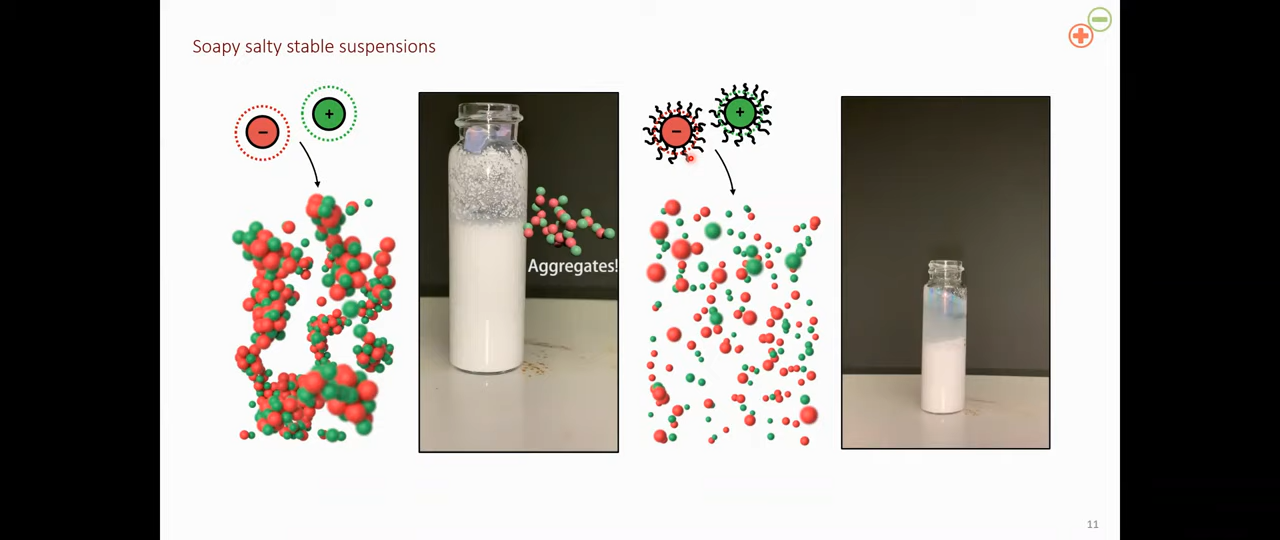 Soapy salty stable suspensions
− +
Aggregates!
− +
11